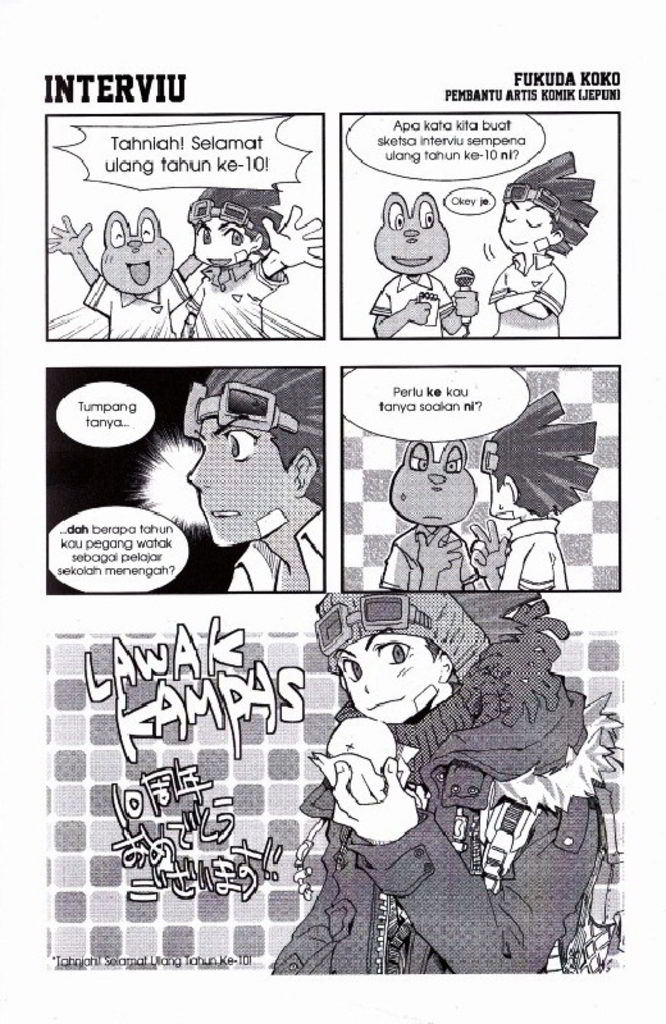 INTERVIU
FUKUDA KOKO
PEMBANTU ARTIS KOMIK (JEPUN)
Tahniah! Selamat
ulang tahun ke-10!
Apa kata kita buat
sketsa interviu sempena
ulang tahun ke-10 ni?
Okey je.
Tumpang
tanya...
...dah berapa tahun
kau pegang watak
sebagai pelajar
sekolah menengah?
Perlu ke kau
tanya soalan ni?
LAWAK
KAMPAS
10周年
おめでとう
ございます!!
*Tahniah! Selamat Ulang Tahun Ke-10!